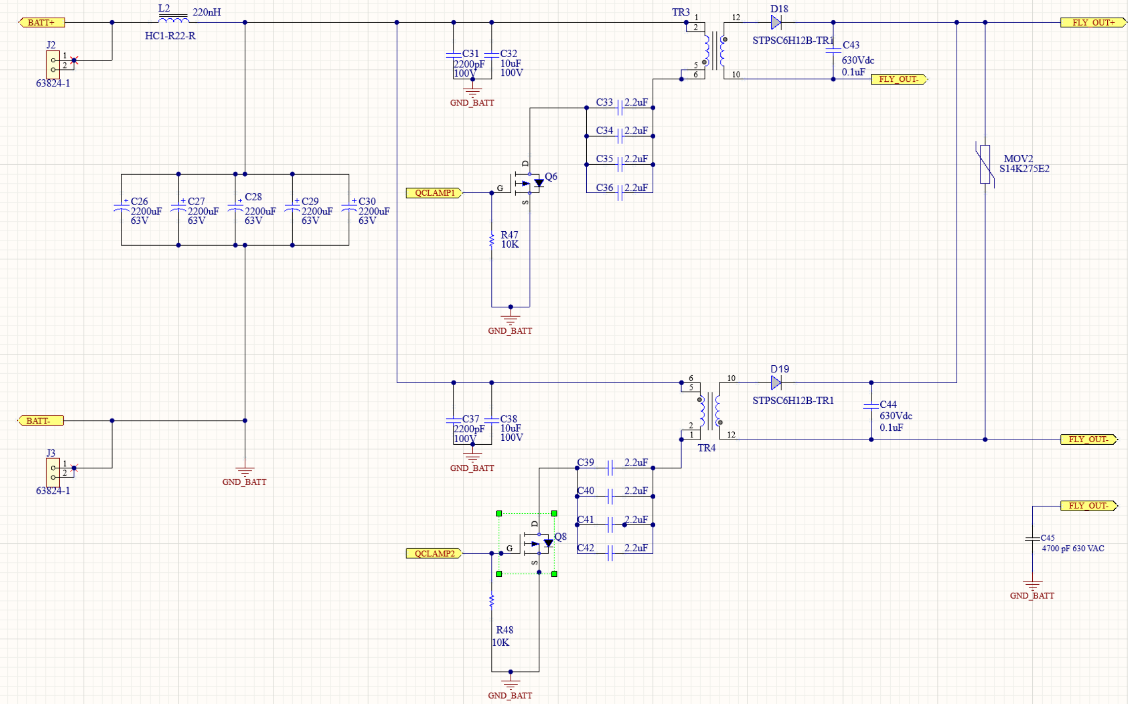 BATT+
L2
220nH
HC1-R22-R
J2
1
2
63824-1
C31
2200pF
100V
C32
10uF
100V
GND_BATT
TR3
1
2
5
6
12
10
D18
STPSC6H12B-TR1
C43
630Vdc
0.1uF
FLY_OUT+
FLY_OUT-
C33 2.2uF
C34 2.2uF
C35 2.2uF
C36 2.2uF
MOV2
S14K275E2
QCLAMP1
G
D
S
Q6
R47
10K
GND_BATT
C26
2200uF
63V
C27
2200uF
63V
C28
2200uF
63V
C29
2200uF
63V
C30
2200uF
63V
BATT-
J3
1
2
63824-1
GND_BATT
C37
2200pF
100V
C38
10uF
100V
GND_BATT
6
5
2
1
10
12
TR4
D19
STPSC6H12B-TR1
C44
630Vdc
0.1uF
FLY_OUT-
C39 2.2uF
C40 2.2uF
C41 2.2uF
C42 2.2uF
QCLAMP2
G
D
S
Q8
R48
10K
GND_BATT
FLY_OUT-
C45
4700 pF 630 VAC
GND_BATT